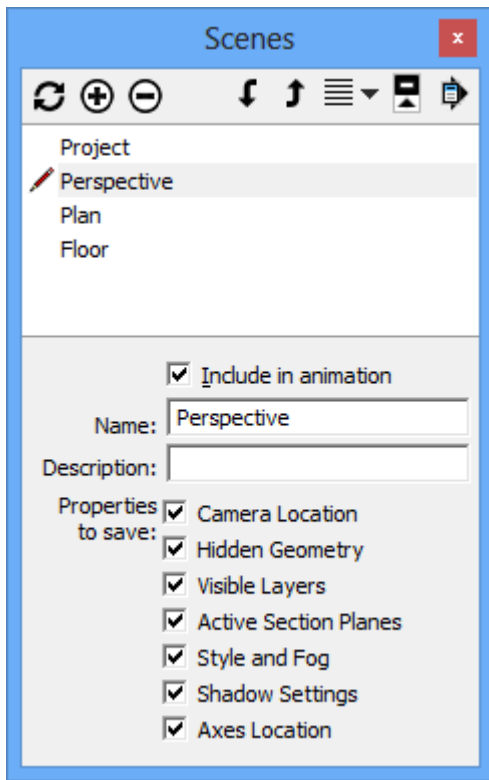 Scenes
x
Project
Perspective
Plan
Floor
Include in animation
Name: Perspective
Description:
Properties to save:
Camera Location
Hidden Geometry
Visible Layers
Active Section Planes
Style and Fog
Shadow Settings
Axes Location